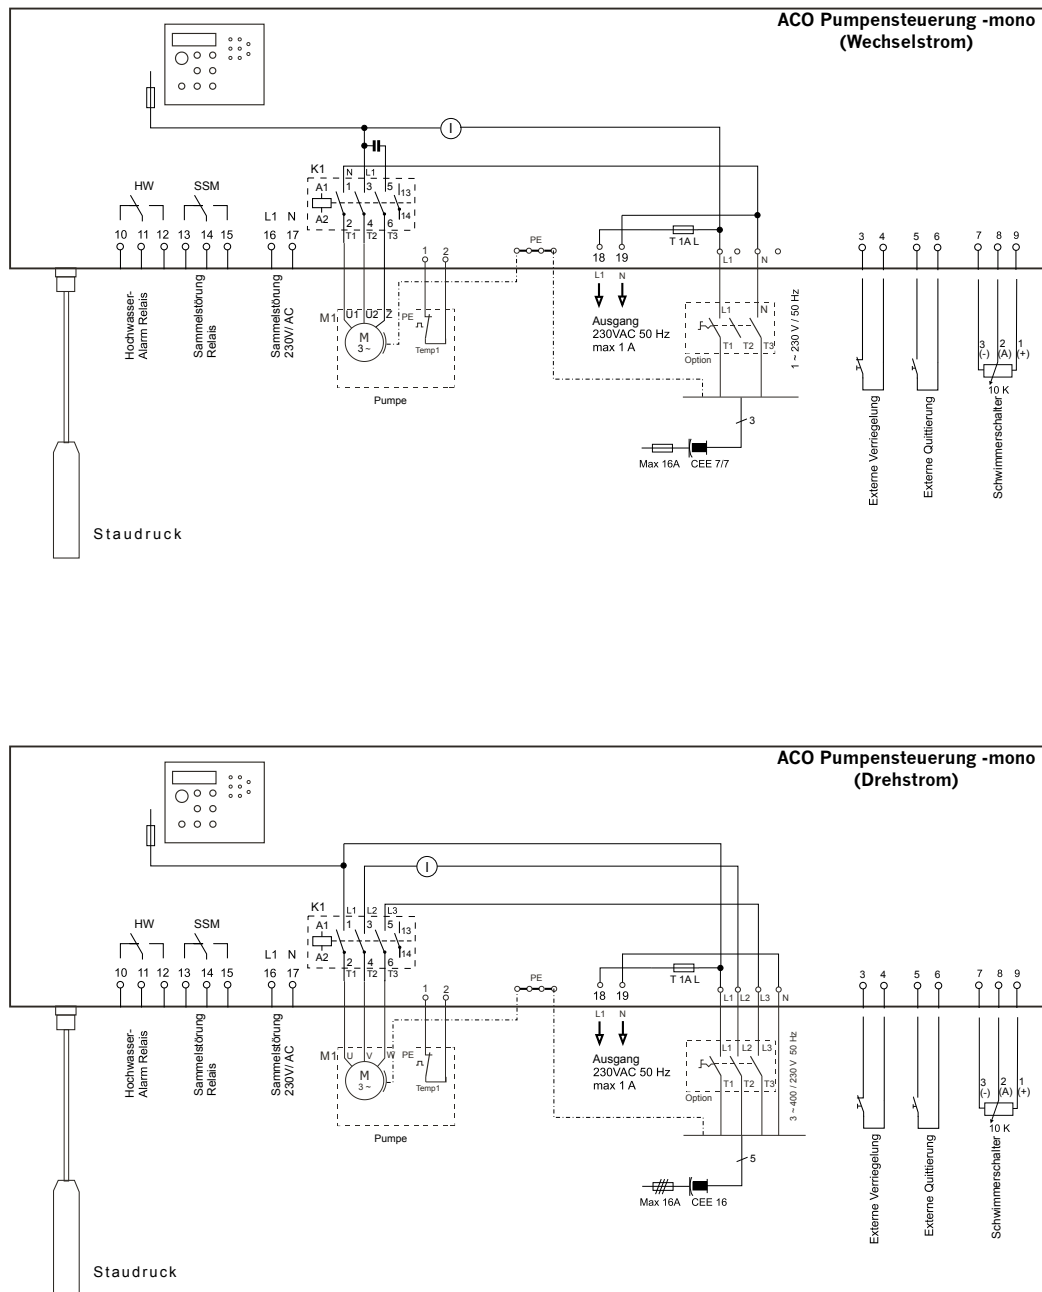 ACO Pumpensteuerung -mono
(Wechselstrom)
I
K1
N L1
A1 1 3 5 13
A2 2 4 6 14
T1 T2 T3
HW SSM
L1 N
10 11 12 13 14 15 16 17
1 2
PE
18 19
T 1A L
L1 N
3 4 5 6 7 8 9
Hochwasser-
Alarm Relais
Sammelstörung
Relais
Sammelstörung
230V/ AC
M1 U1 U2 Z PE
M
3 ~
Temp1
Pumpe
L1 N
Ausgang
230VAC 50 Hz
max 1 A
L1 N
T1 T2 T3
Option
1 ~ 230 V / 50 Hz
3
Max 16A CEE 7/7
Externe Verriegelung
Externe Quittierung
3 2 1
(-) (A) (+)
10 K
Schwimmerschalter
Staudruck
ACO Pumpensteuerung -mono
(Drehstrom)
I
K1
L1 L2 L3
A1 1 3 5 13
A2 2 4 6 14
T1 T2 T3
HW SSM
L1 N
10 11 12 13 14 15 16 17
1 2
PE
18 19
T 1A L
L1 L2 L3 N
3 4 5 6 7 8 9
Hochwasser-
Alarm Relais
Sammelstörung
Relais
Sammelstörung
230V/ AC
M1 U V W PE
M
3 ~
Temp1
Pumpe
L1 N
Ausgang
230VAC 50 Hz
max 1 A
L1 L2 L3
T1 T2 T3
Option
3 ~ 400 / 230 V 50 Hz
5
Max 16A CEE 16
Externe Verriegelung
Externe Quittierung
3 2 1
(-) (A) (+)
10 K
Schwimmerschalter
Staudruck